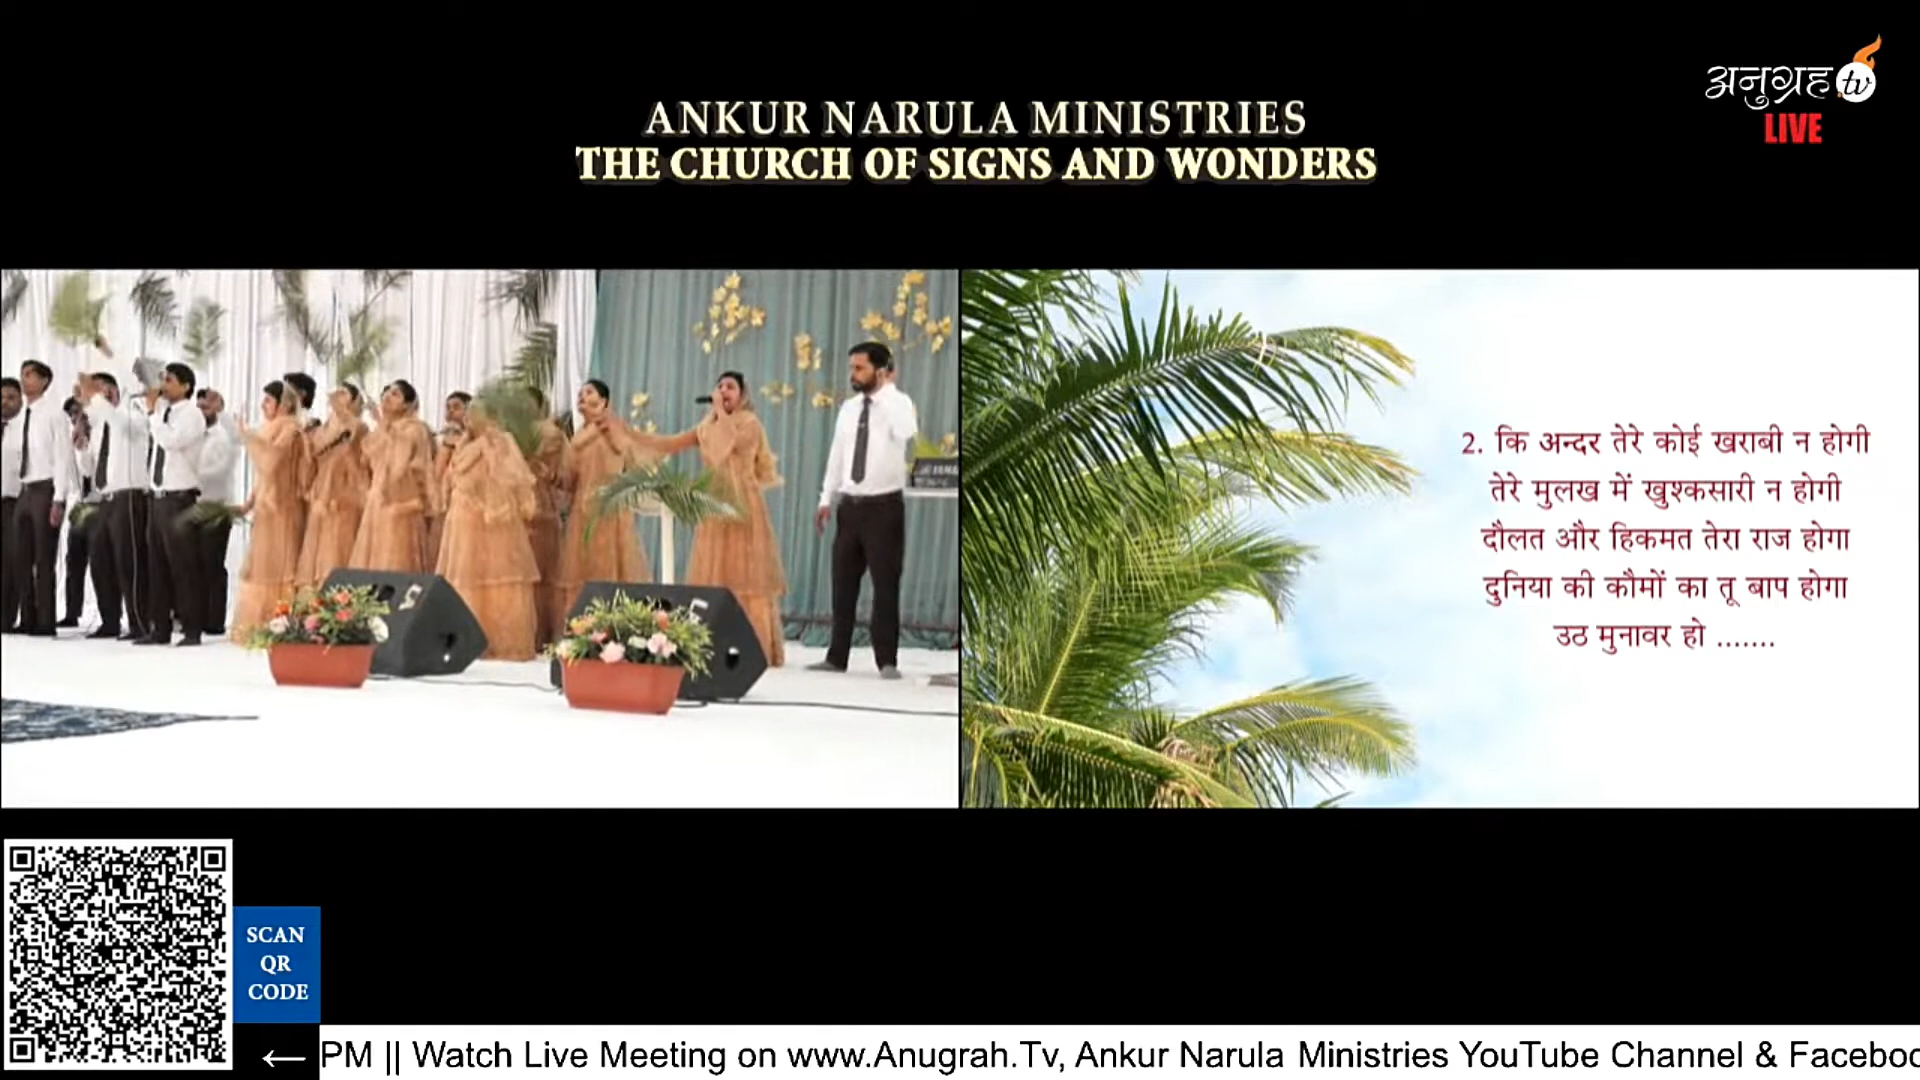 ANKUR NARULA MINISTRIES
THE CHURCH OF SIGNS AND WONDERS
अनुग्रह.tv
LIVE
2. कि अन्दर तेरे कोई खराबी न होगी
तेरे मुलख में खुश्कसारी न होगी
दौलत और हिकमत तेरा राज होगा
दुनिया की कौमों का तू बाप होगा
उठ मुनावर हो .......
SCAN
QR
CODE
← PM || Watch Live Meeting on www.Anugrah.Tv, Ankur Narula Ministries YouTube Channel & Faceboo